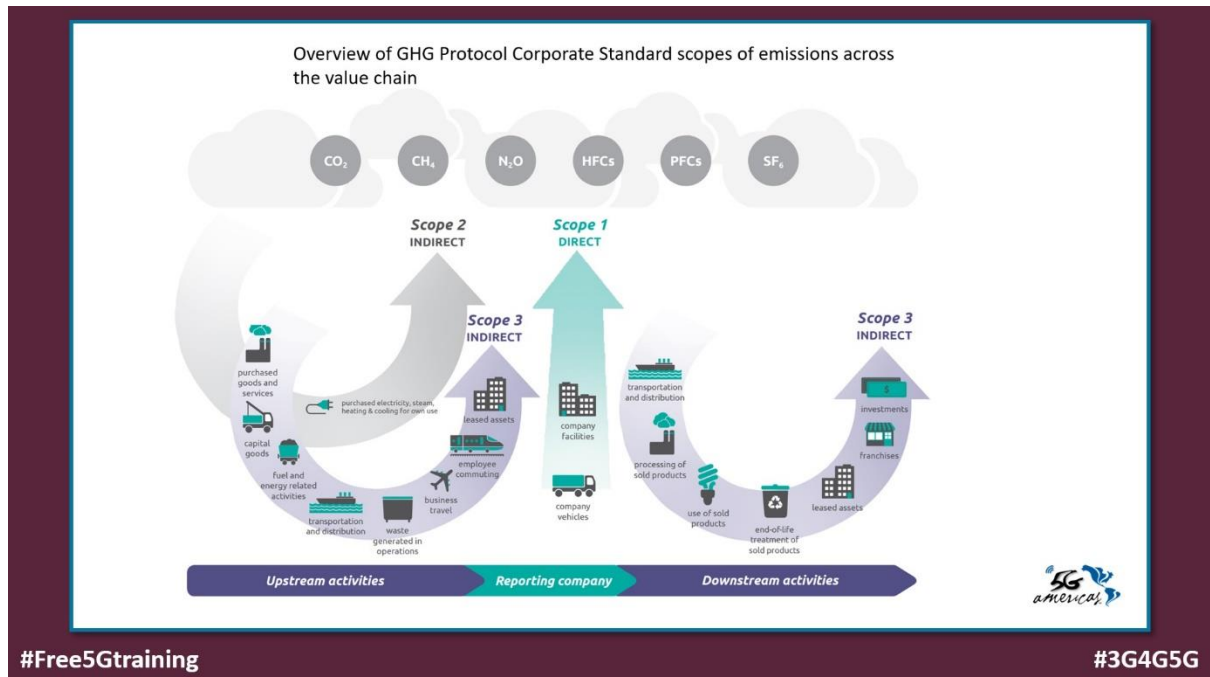 Overview of GHG Protocol Corporate Standard scopes of emissions across
the value chain
CO₂
CH₄
N₂O
HFCs
PFCs
SF₆
Scope 2
INDIRECT
Scope 1
DIRECT
Scope 3
INDIRECT
Scope 3
INDIRECT
purchased
goods and
services
capital
goods
fuel and
energy related
activities
transportation
and distribution
waste
generated in
operations
business
travel
employee
commuting
leased assets
purchased electricity, steam,
heating & cooling for own use
company
facilities
company
vehicles
transportation
and distribution
processing of
sold products
use of sold
products
end-of-life
treatment of
sold products
leased assets
franchises
investments
$
Upstream activities
Reporting company
Downstream activities
5G
americas
#Free5Gtraining
#3G4G5G